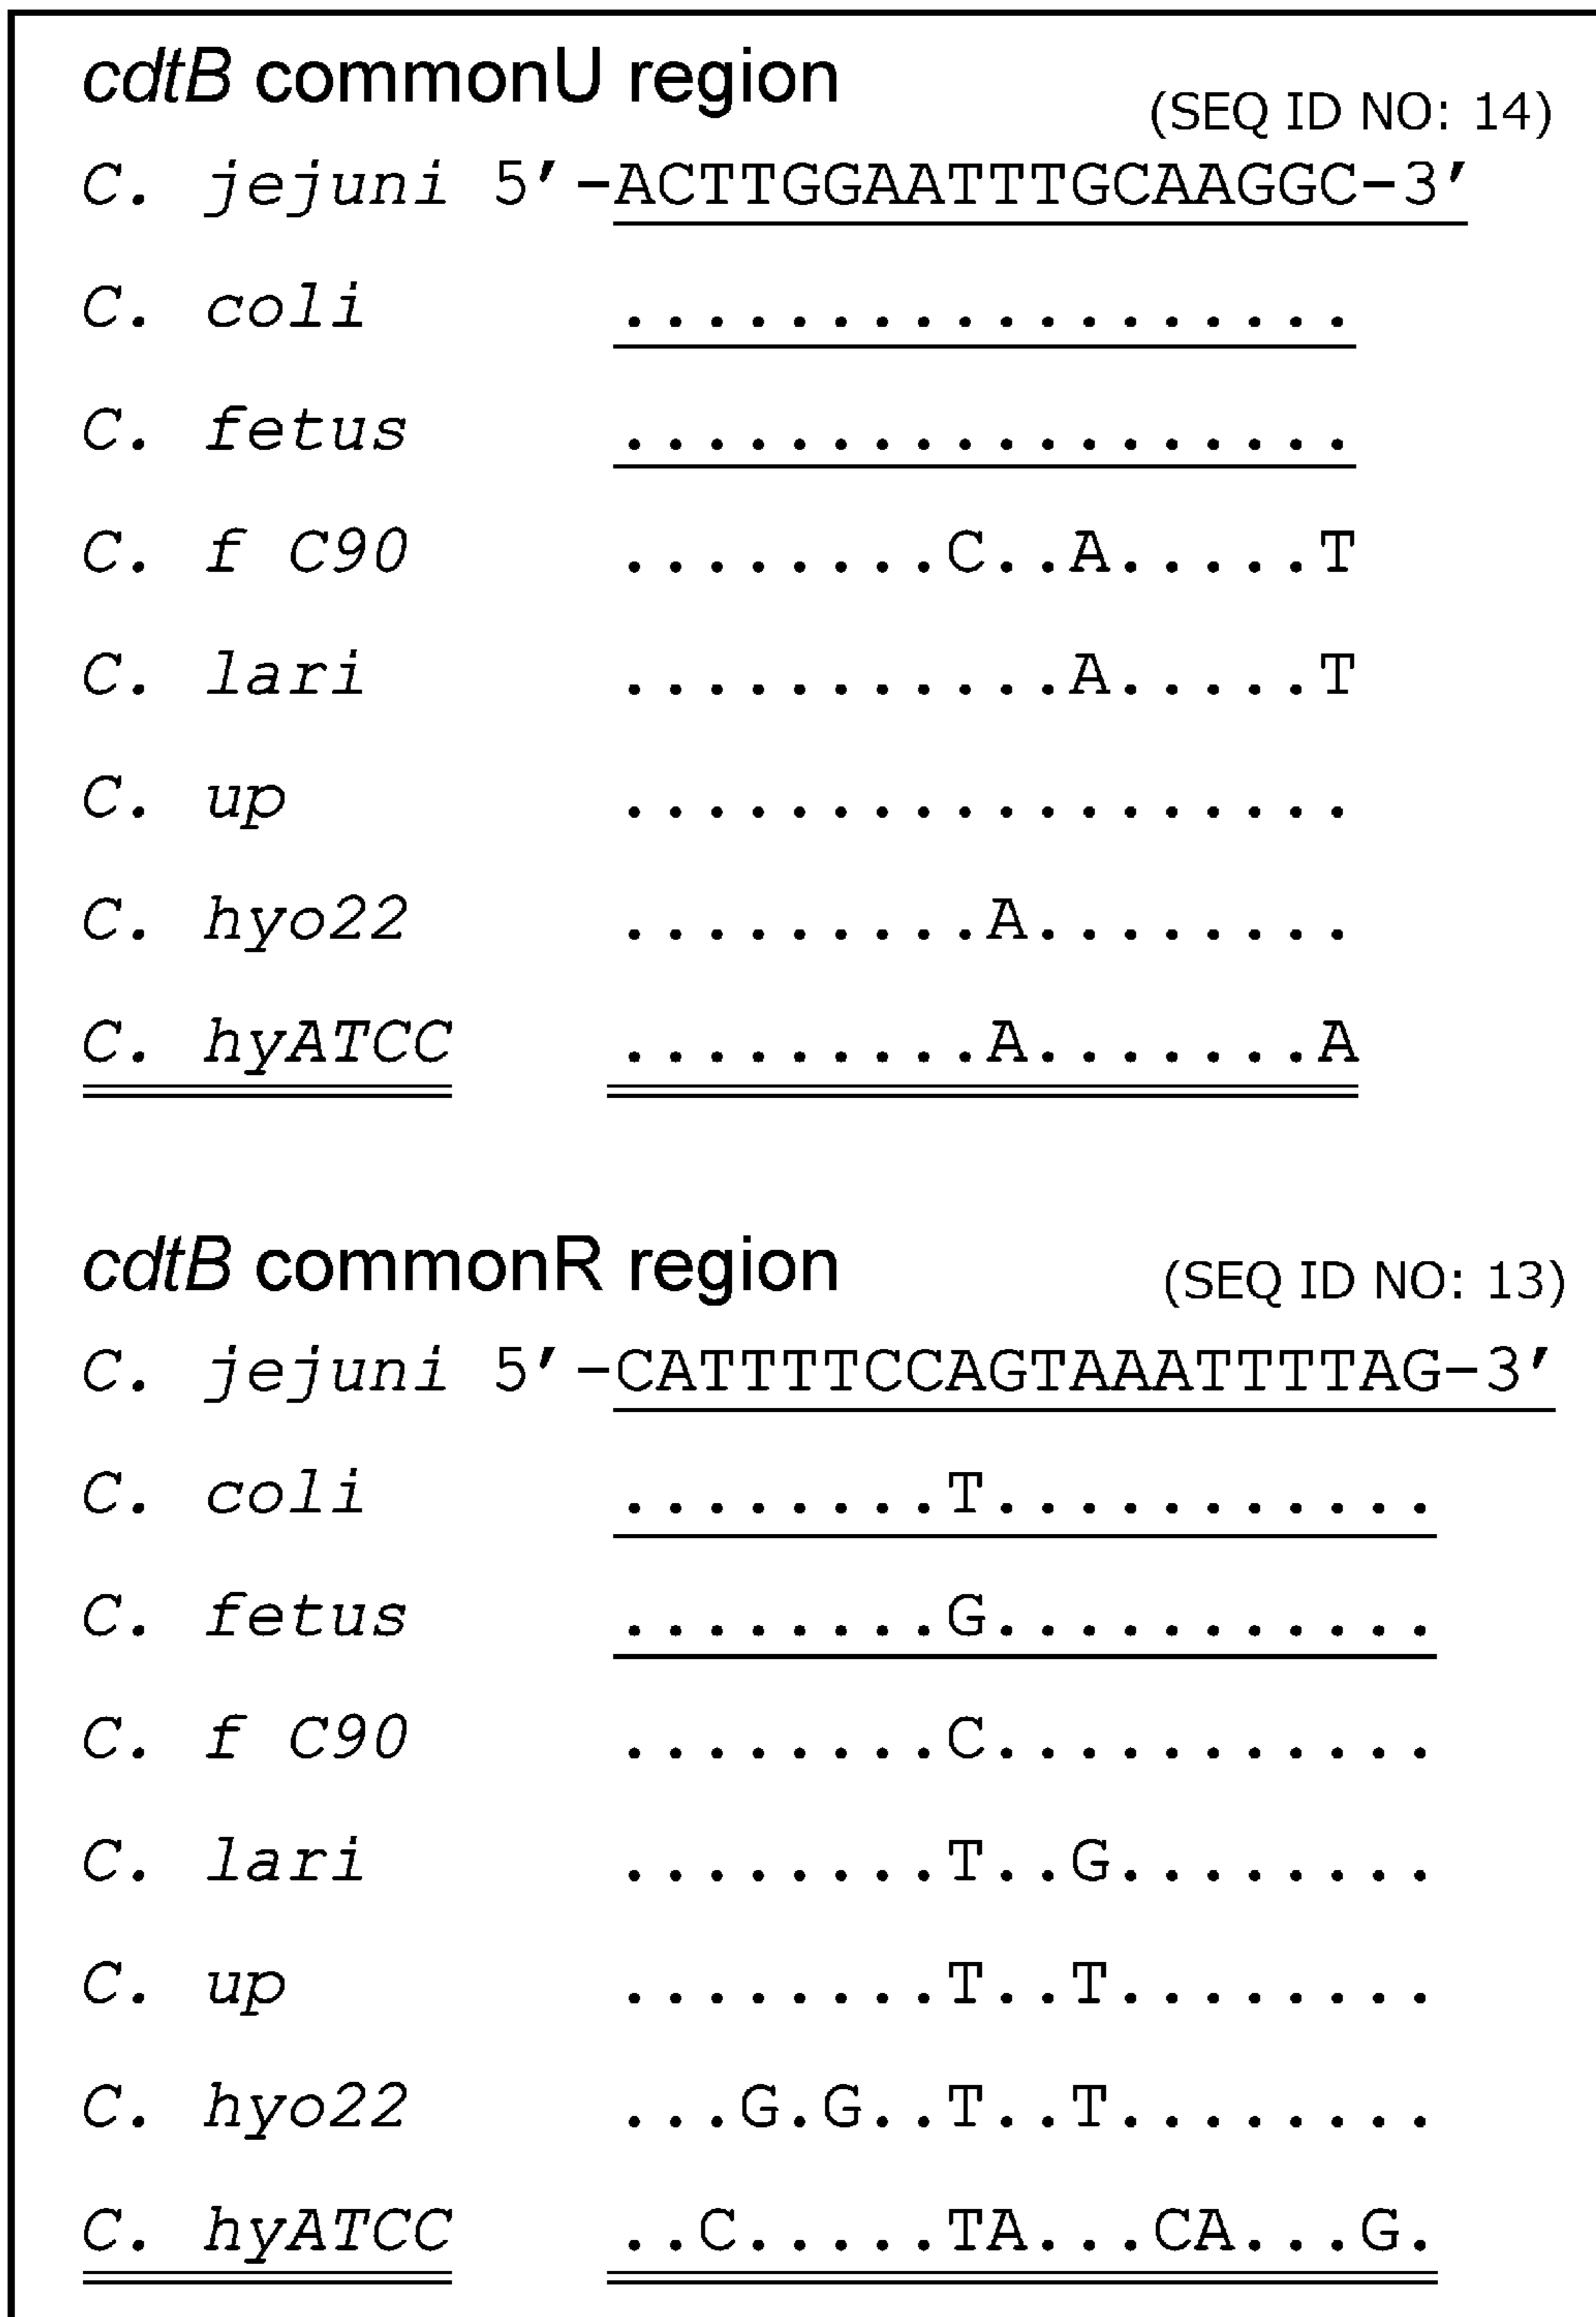 cdtB commonU region
(SEQ ID NO: 14)
C. jejuni 5’-ACTTGGAATTTGCAAGGC-3’
C. coli ..................
C. fetus ..................
C. f C90 ........C..A.....T
C. lari ...........A.....T
C. up ..................
C. hyo22 .........A........
C. hyATCC .........A.......A
cdtB commonR region
(SEQ ID NO: 13)
C. jejuni 5’-CATTTTCCAGTAAATTTTAG-3’
C. coli ........T...........
C. fetus ........G...........
C. f C90 ........C...........
C. lari ........T..G........
C. up ........T..T........
C. hyo22 ...G.G..T..T........
C. hyATCC ..C.....TA...CA...G.